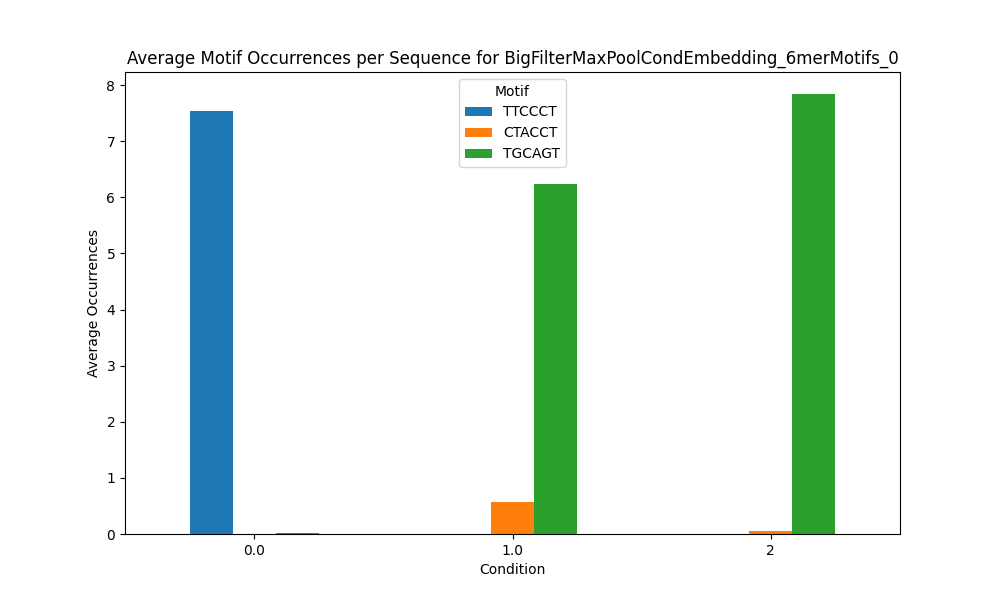 Average Motif Occurrences per Sequence for BigFilterMaxPoolCondEmbedding_6merMotifs_0
Motif
TTCCCT
CTACCT
TGCAGT
Average Occurrences
8
7
6
5
4
3
2
1
0
0.0
1.0
2
Condition